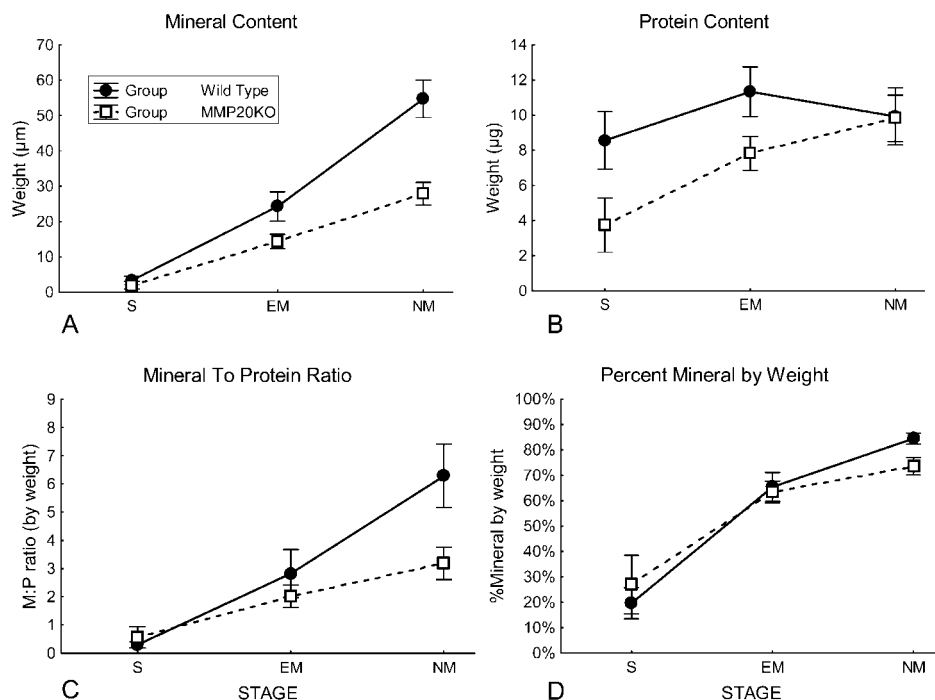 Mineral Content
Weight (µm)
70
60
50
40
30
20
10
0
Group Wild Type
Group MMP20KO
S EM NM
A
Protein Content
Weight (µg)
14
12
10
8
6
4
2
0
S EM NM
B
Mineral To Protein Ratio
M:P ratio (by weight)
9
8
7
6
5
4
3
2
1
0
S EM NM
C STAGE
Percent Mineral by Weight
%Mineral by weight
100%
90%
80%
70%
60%
50%
40%
30%
20%
10%
0%
S EM NM
D STAGE